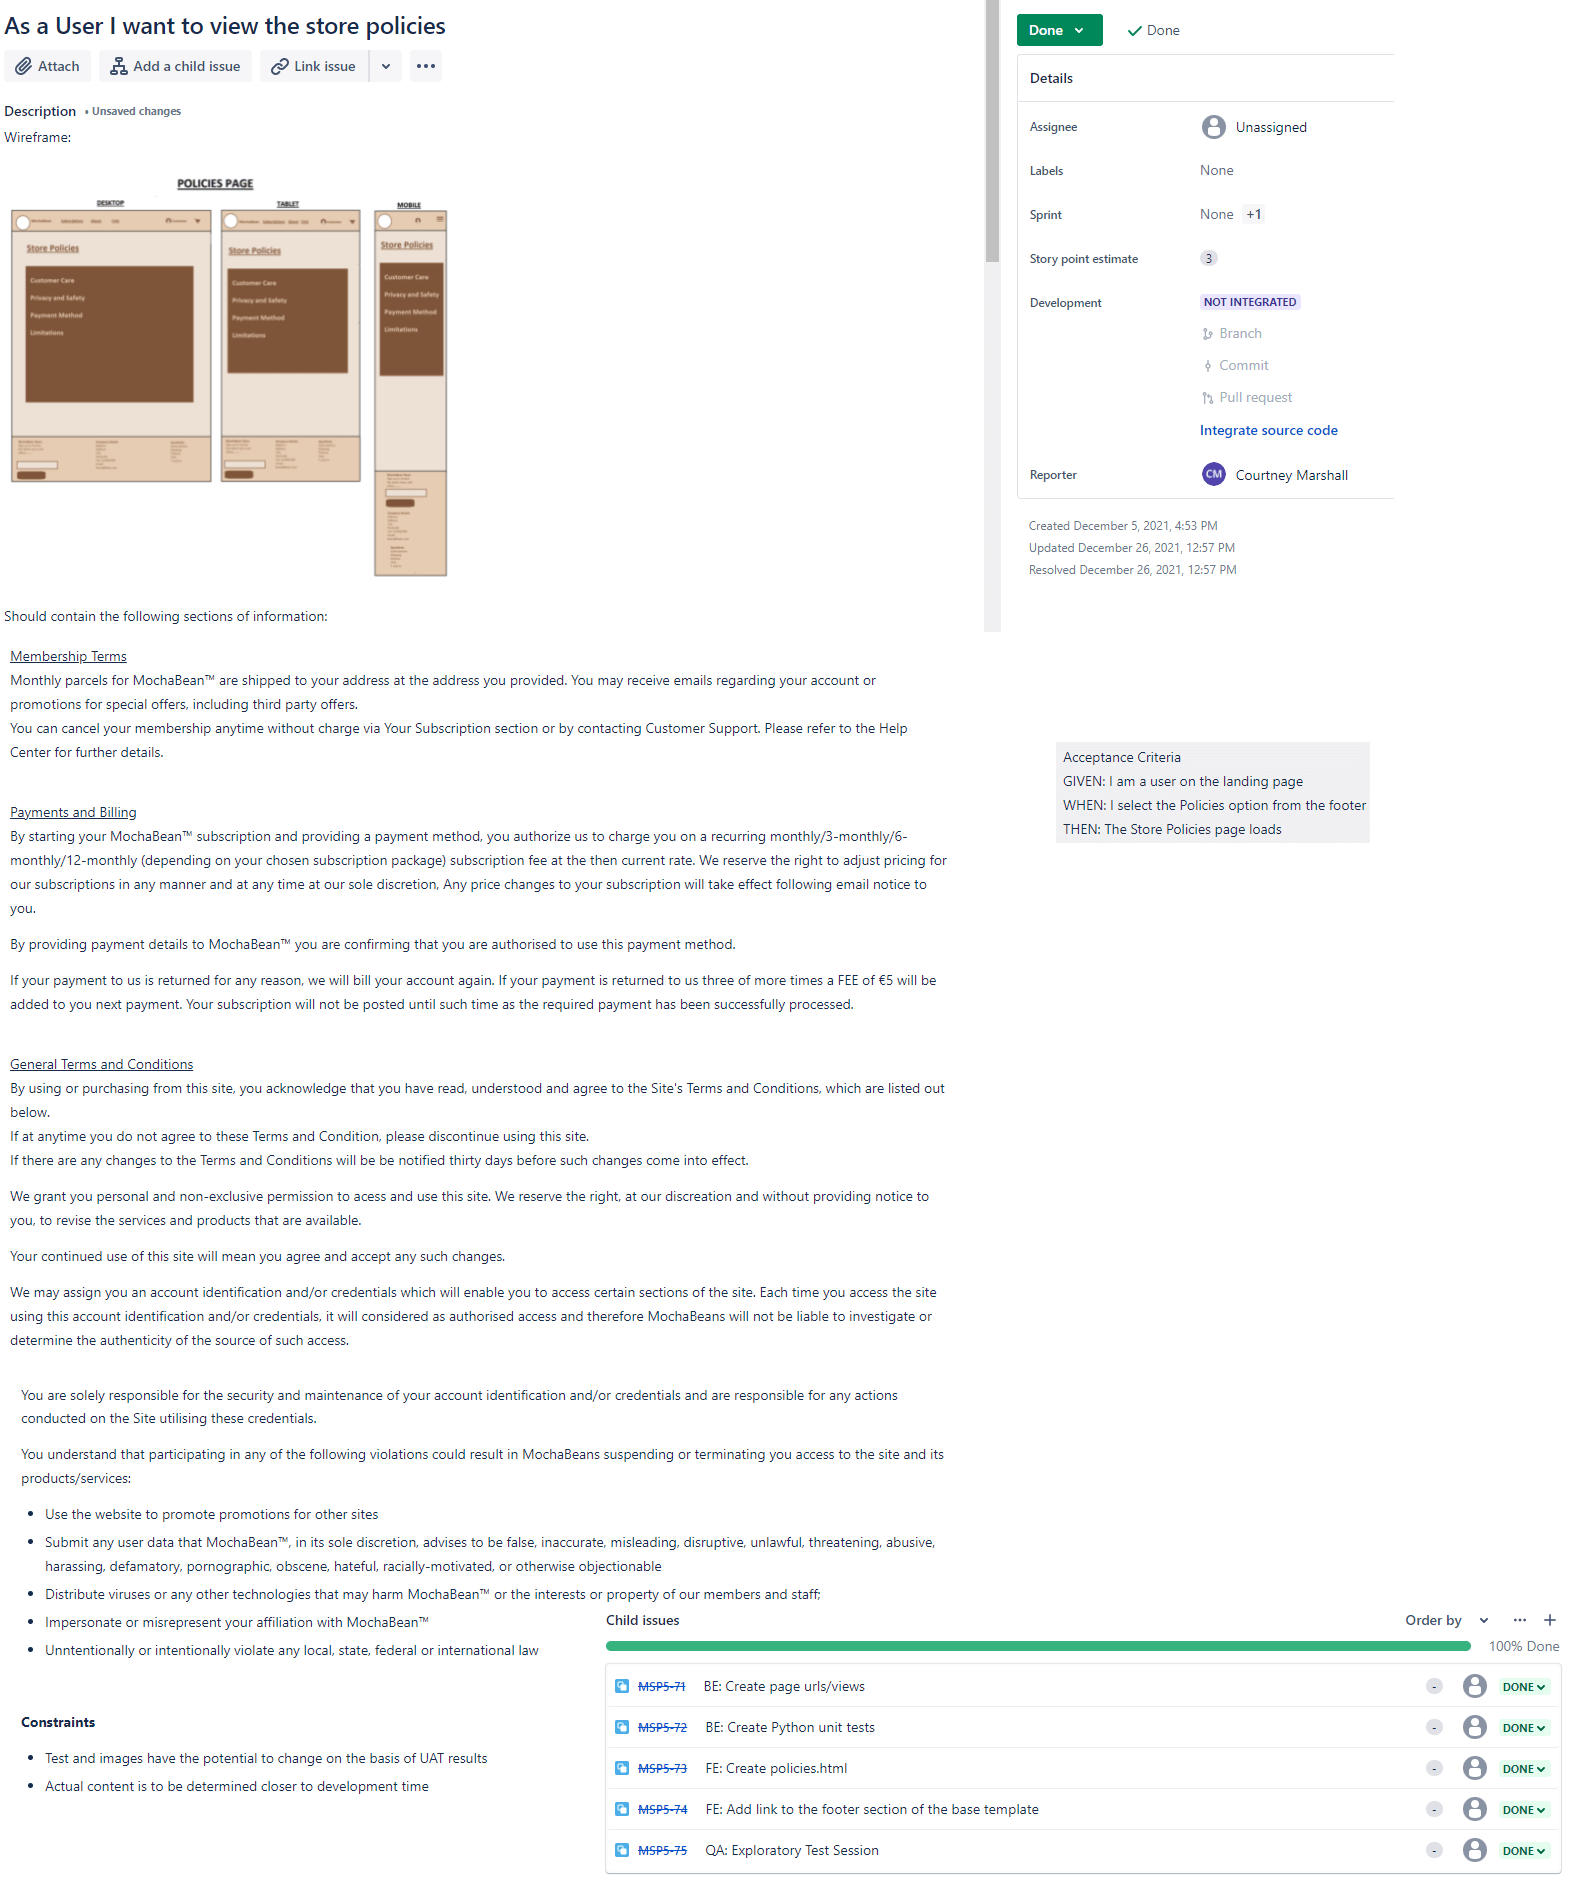 As a User I want to view the store policies
Attach
Add a child issue
Link issue
Description • Unsaved changes
Wireframe:
POLICIES PAGE
DESKTOP
TABLET
MOBILE
Store Policies
Customer Care
Privacy and Safety
Payment Method
Limitations
Store Policies
Customer Care
Privacy and Safety
Payment Method
Limitations
Store Policies
Customer Care
Privacy and Safety
Payment Method
Limitations
Should contain the following sections of information:
Membership Terms
Monthly parcels for MochaBean™ are shipped to your address at the address you provided. You may receive emails regarding your account or
promotions for special offers, including third party offers.
You can cancel your membership anytime without charge via Your Subscription section or by contacting Customer Support. Please refer to the Help
Center for further details.
Payments and Billing
By starting your MochaBean™ subscription and providing a payment method, you authorize us to charge you on a recurring monthly/3-monthly/6-
monthly/12-monthly (depending on your chosen subscription package) subscription fee at the then current rate. We reserve the right to adjust pricing for
our subscriptions in any manner and at any time at our sole discretion, Any price changes to your subscription will take effect following email notice to
you.
By providing payment details to MochaBean™ you are confirming that you are authorised to use this payment method.
If your payment to us is returned for any reason, we will bill your account again. If your payment is returned to us three of more times a FEE of €5 will be
added to you next payment. Your subscription will not be posted until such time as the required payment has been successfully processed.
General Terms and Conditions
By using or purchasing from this site, you acknowledge that you have read, understood and agree to the Site's Terms and Conditions, which are listed out
below.
If at anytime you do not agree to these Terms and Condition, please discontinue using this site.
If there are any changes to the Terms and Conditions will be be notified thirty days before such changes come into effect.
We grant you personal and non-exclusive permission to acess and use this site. We reserve the right, at our discreation and without providing notice to
you, to revise the services and products that are available.
Your continued use of this site will mean you agree and accept any such changes.
We may assign you an account identification and/or credentials which will enable you to access certain sections of the site. Each time you access the site
using this account identification and/or credentials, it will considered as authorised access and therefore MochaBeans will not be liable to investigate or
determine the authenticity of the source of such access.
You are solely responsible for the security and maintenance of your account identification and/or credentials and are responsible for any actions
conducted on the Site utilising these credentials.
You understand that participating in any of the following violations could result in MochaBeans suspending or terminating you access to the site and its
products/services:
• Use the website to promote promotions for other sites
• Submit any user data that MochaBean™, in its sole discretion, advises to be false, inaccurate, misleading, disruptive, unlawful, threatening, abusive,
harassing, defamatory, pornographic, obscene, hateful, racially-motivated, or otherwise objectionable
• Distribute viruses or any other technologies that may harm MochaBean™ or the interests or property of our members and staff;
• Impersonate or misrepresent your affiliation with MochaBean™
• Unntentionally or intentionally violate any local, state, federal or international law
Constraints
• Test and images have the potential to change on the basis of UAT results
• Actual content is to be determined closer to development time
Done
Done
Details
Assignee Unassigned
Labels None
Sprint None +1
Story point estimate 3
Development NOT INTEGRATED
Branch
Commit
Pull request
Integrate source code
Reporter CM Courtney Marshall
Created December 5, 2021, 4:53 PM
Updated December 26, 2021, 12:57 PM
Resolved December 26, 2021, 12:57 PM
Acceptance Criteria
GIVEN: I am a user on the landing page
WHEN: I select the Policies option from the footer
THEN: The Store Policies page loads
Child issues Order by
100% Done
MSP5-71 BE: Create page urls/views - DONE
MSP5-72 BE: Create Python unit tests - DONE
MSP5-73 FE: Create policies.html - DONE
MSP5-74 FE: Add link to the footer section of the base template - DONE
MSP5-75 QA: Exploratory Test Session - DONE